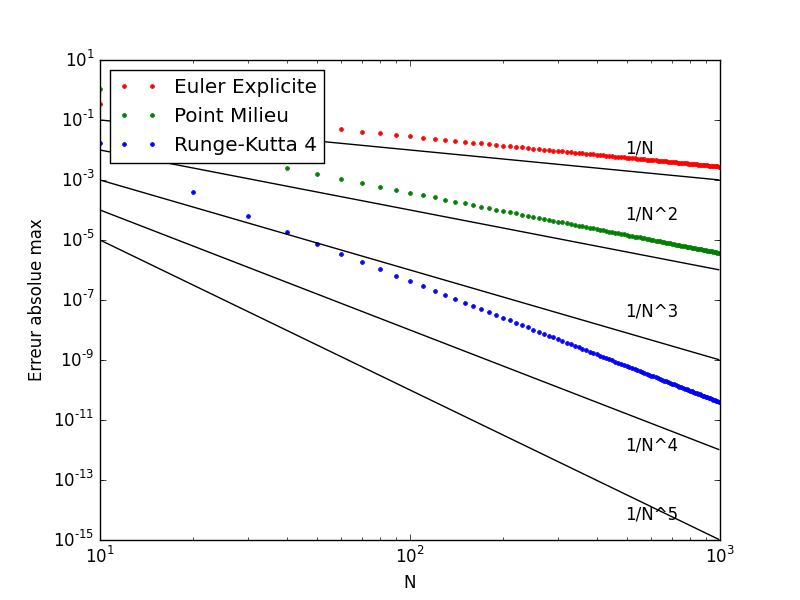 Euler Explicite
Point Milieu
Runge-Kutta 4
Erreur absolue max
10^1
10^-1
10^-3
10^-5
10^-7
10^-9
10^-11
10^-13
10^-15
1/N
1/N^2
1/N^3
1/N^4
1/N^5
10^1
10^2
10^3
N